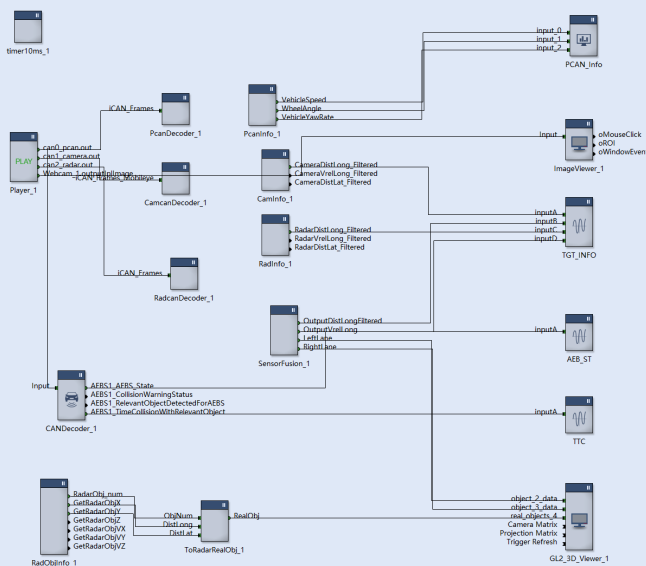 timer10ms_1
input_0
input_1
input_2
PCAN_Info
iCAN_Frames
PcanDecoder_1
VehicleSpeed
WheelAngle
VehicleYawRate
PcanInfo_1
PLAY
can0_pcan.out
can1_camera.out
can2_radar.out
Webcam_1.outputIplImage
Player_1
iCAN_Frames_Mobileye
CamcanDecoder_1
CameraDistLong_Filtered
CameraVrelLong_Filtered
CameraDistLat_Filtered
CamInfo_1
Input
oMouseClick
oROI
oWindowEven
ImageViewer_1
RadarDistLong_Filtered
RadarVrelLong_Filtered
RadarDistLat_Filtered
RadInfo_1
inputA
inputB
inputC
inputD
TGT_INFO
iCAN_Frames
RadcanDecoder_1
OutputDistLongFiltered
OutputVrelLong
LeftLane
RightLane
SensorFusion_1
inputA
AEB_ST
Input
AEBS1_AEBS_State
AEBS1_CollisionWarningStatus
AEBS1_RelevantObjectDetectedForAEBS
AEBS1_TimeCollisionWithRelevantObject
CANDecoder_1
inputA
TTC
RadarObj_num
GetRadarObjX
GetRadarObjY
GetRadarObjZ
GetRadarObjVX
GetRadarObjVY
GetRadarObjVZ
RadObjInfo_1
ObjNum
DistLong
DistLat
RealObj
ToRadarRealObj_1
object_2_data
object_3_data
real_objects_4
Camera Matrix
Projection Matrix
Trigger Refresh
GL2_3D_Viewer_1